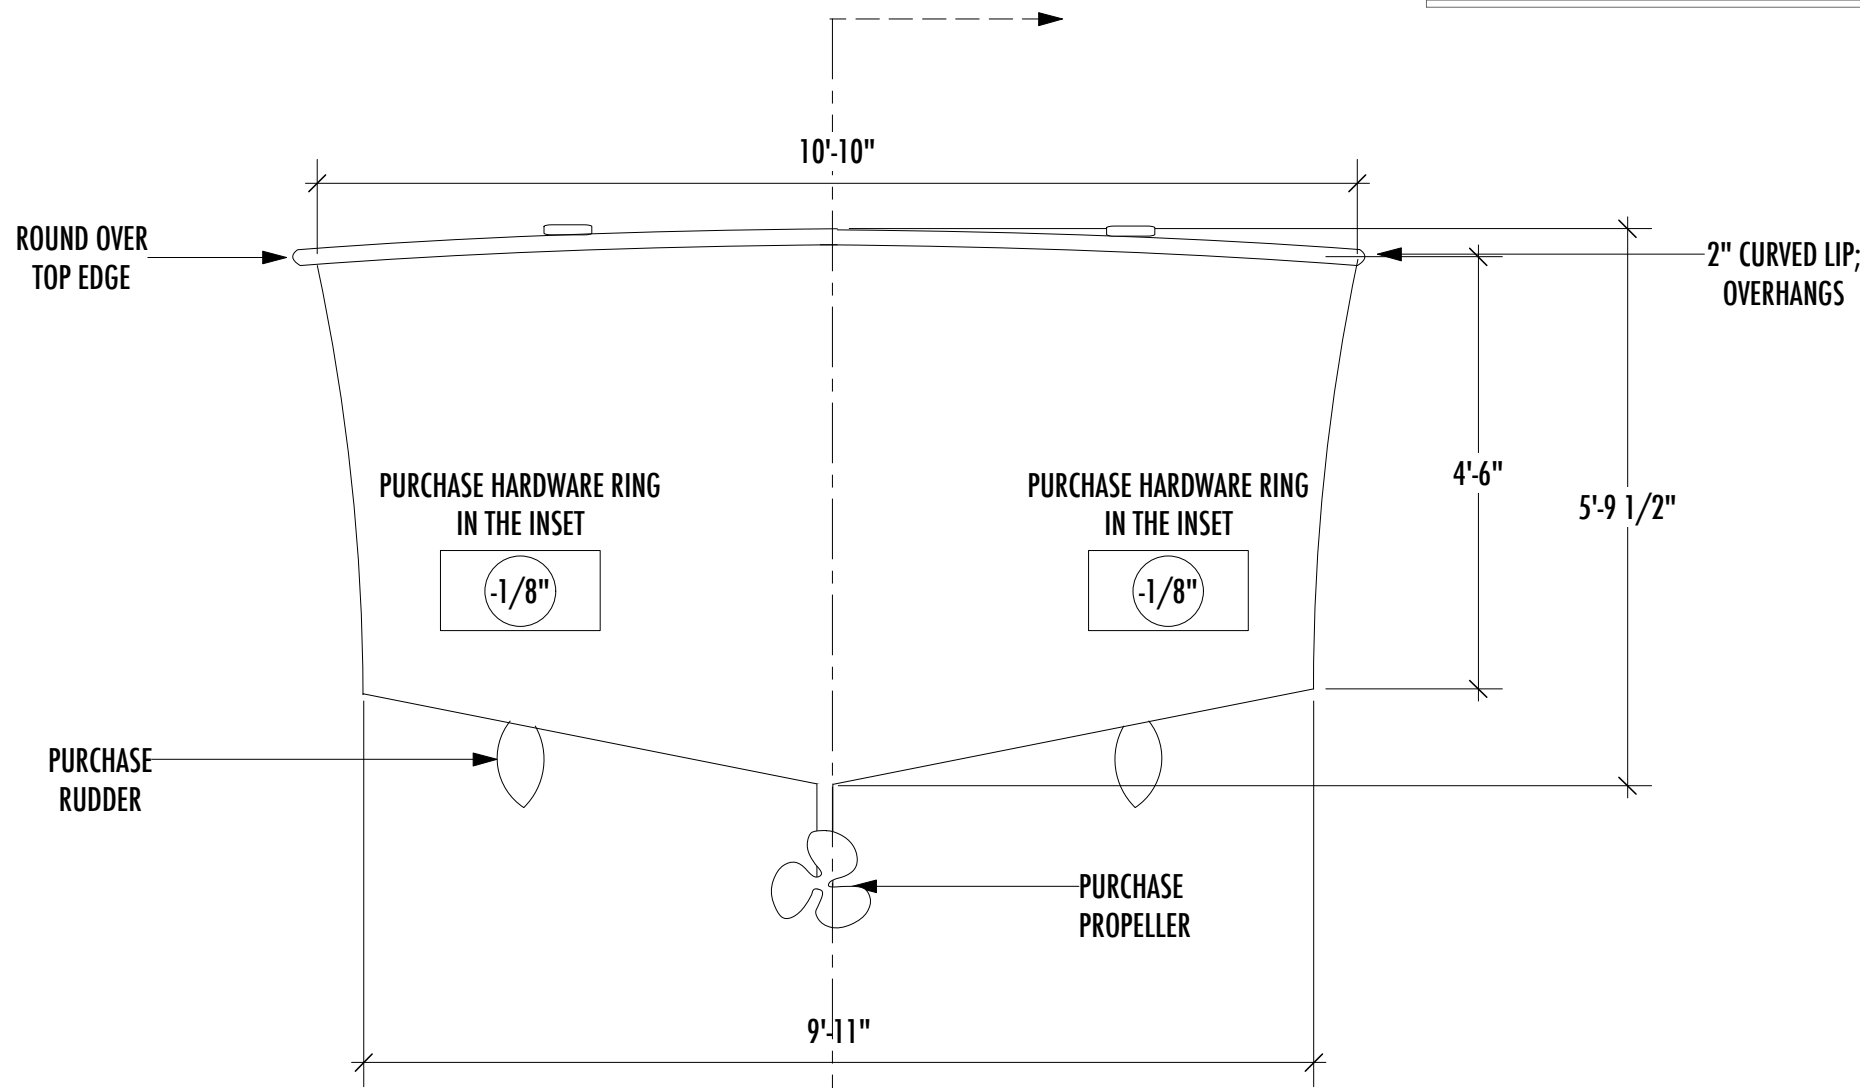 10'-10"
ROUND OVER
TOP EDGE
2" CURVED LIP;
OVERHANGS
PURCHASE HARDWARE RING
IN THE INSET
-1/8"
PURCHASE HARDWARE RING
IN THE INSET
-1/8"
4'-6"
5'-9 1/2"
PURCHASE
RUDDER
PURCHASE
PROPELLER
9'-11"